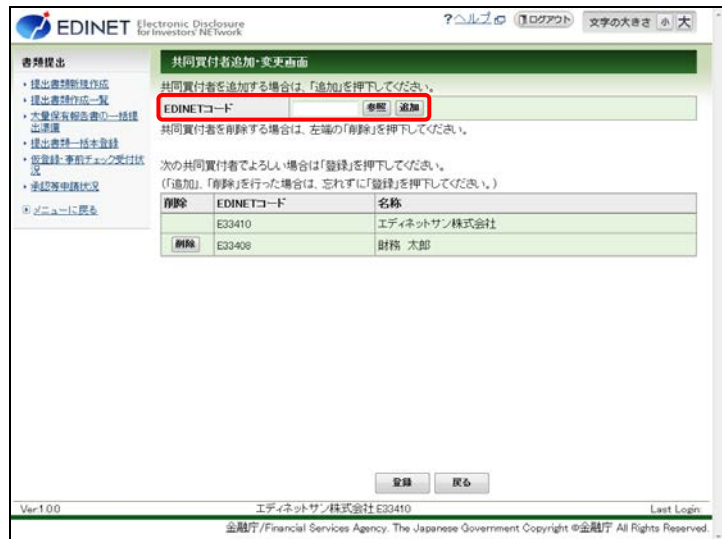 EDINET Electronic Disclosure for Investors' NETwork
?ヘルプ ログアウト 文字の大きさ 小 大
書類提出
・提出書類新規作成
・提出書類作成一覧
・大量保有報告書の一括提出準備
・提出書類一括本登録
・仮登録・事前チェック受付状況
・承認等申請状況
メニューに戻る
共同買付者追加・変更画面
共同買付者を追加する場合は、「追加」を押下してください。
EDINETコード 参照 追加
共同買付者を削除する場合は、左端の「削除」を押下してください。
次の共同買付者でよろしい場合は「登録」を押下してください。
(「追加」、「削除」を行った場合は、忘れずに「登録」を押下してください。)
削除 EDINETコード 名称
E33410 エディネットサン株式会社
削除 E33408 財務 太郎
登録 戻る
Ver1.00 エディネットサン株式会社 E33410 Last Login:
金融庁/Financial Services Agency. The Japanese Government Copyright ©金融庁 All Rights Reserved.